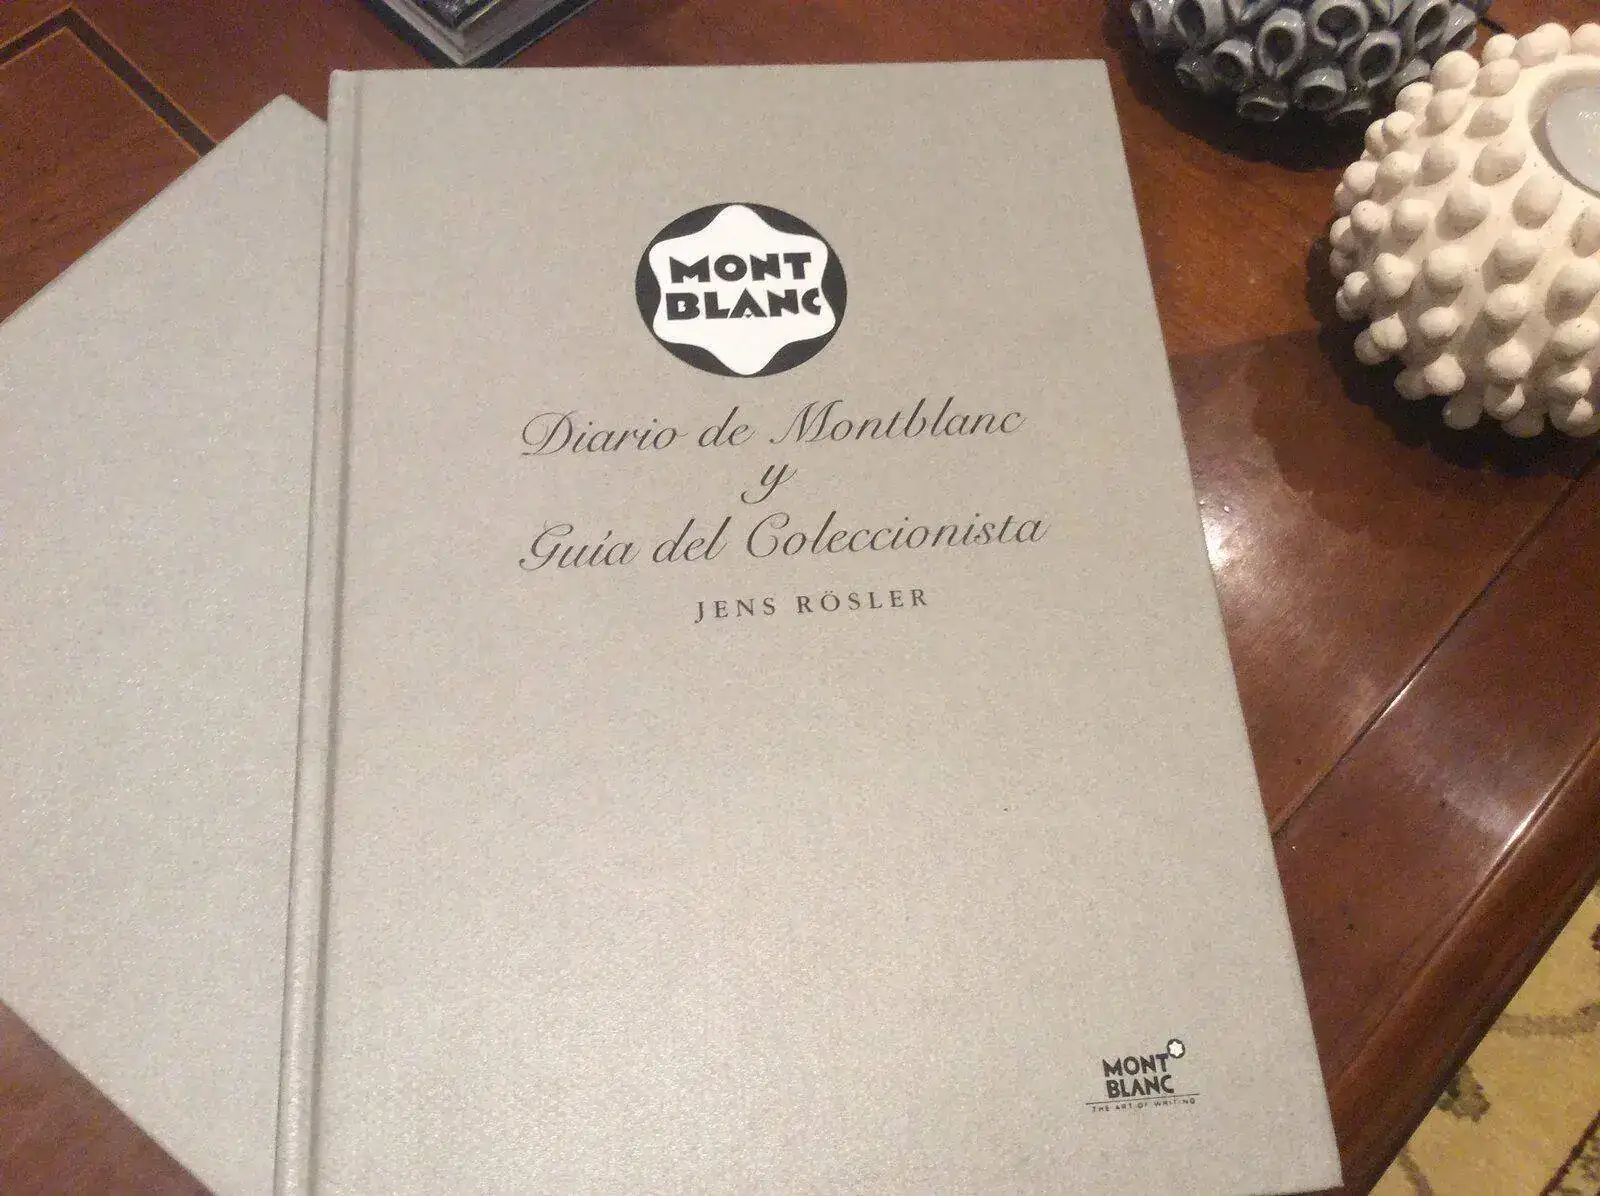 MONT
BLANC
Diario de Montblanc
y
Guía del Coleccionista
JENS RÖSLER
MONT
BLANC
THE ART OF WRITING